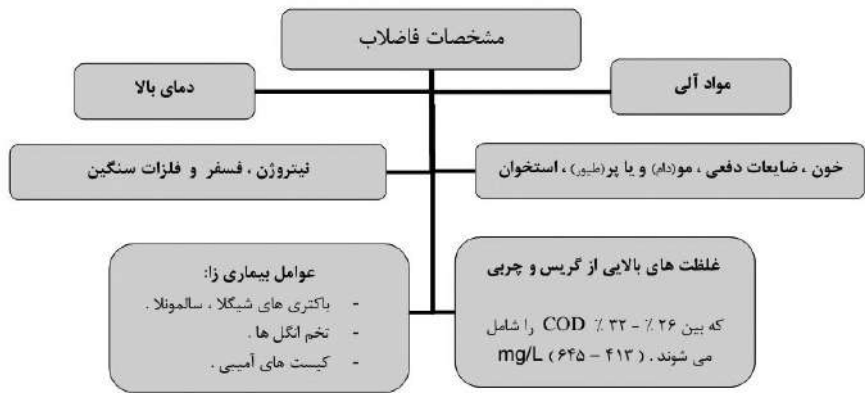 مشخصات فاضلاب
مواد آلی
دمای بالا
خون ، ضایعات دفعی ، مو(دام) و یا پر(طیور) ، استخوان
نیتروژن ، فسفر و فلزات سنگین
غلظت های بالایی از گریس و چربی
که بین ۲۶ ٪ - ۳۲ ٪ COD را شامل
می شوند . ( ۴۱۳ – ۶۴۵ ) mg/L
عوامل بیماری زا:
- باکتری های شیگلا ، سالمونلا .
- تخم انگل ها .
- کیست های آمیبی .